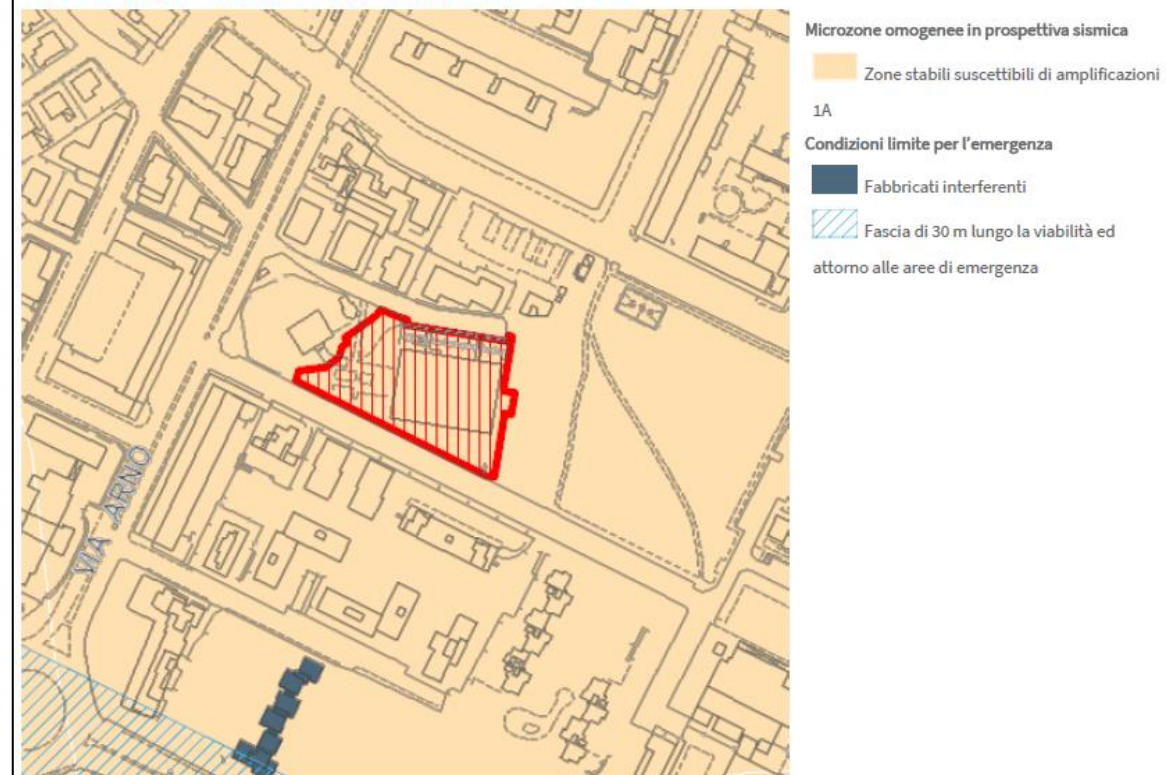 Microzone omogenee in prospettiva sismica
Zone stabili suscettibili di amplificazioni
1A
Condizioni limite per l'emergenza
Fabbricati interferenti
Fascia di 30 m lungo la viabilità ed
attorno alle aree di emergenza
VIA ARNO